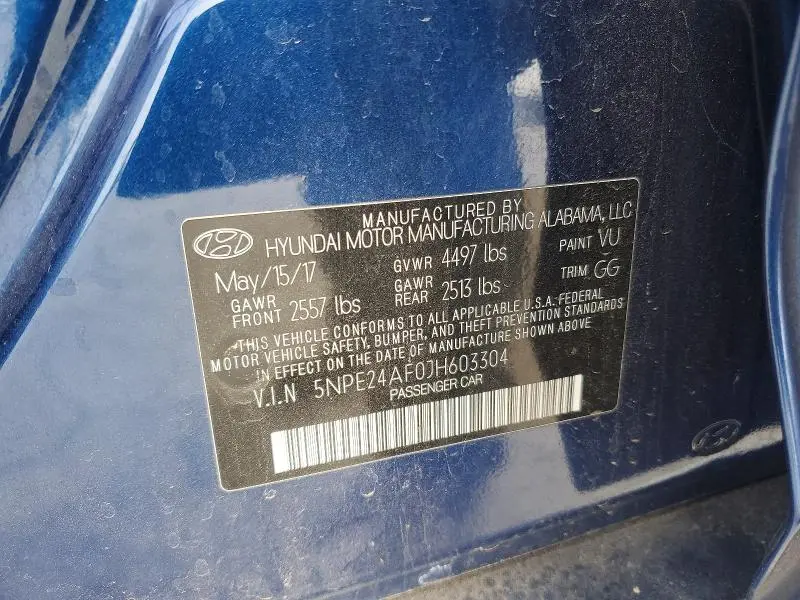 MANUFACTURED BY
HYUNDAI MOTOR MANUFACTURING ALABAMA, LLC
May/15/17 GVWR 4497 lbs PAINT VU
GAWR FRONT 2557 lbs GAWR REAR 2513 lbs TRIM GG
THIS VEHICLE CONFORMS TO ALL APPLICABLE U.S.A. FEDERAL
MOTOR VEHICLE SAFETY, BUMPER, AND THEFT PREVENTION STANDARDS
IN EFFECT ON THE DATE OF MANUFACTURE SHOWN ABOVE
V.I.N 5NPE24AF0JH603304
PASSENGER CAR